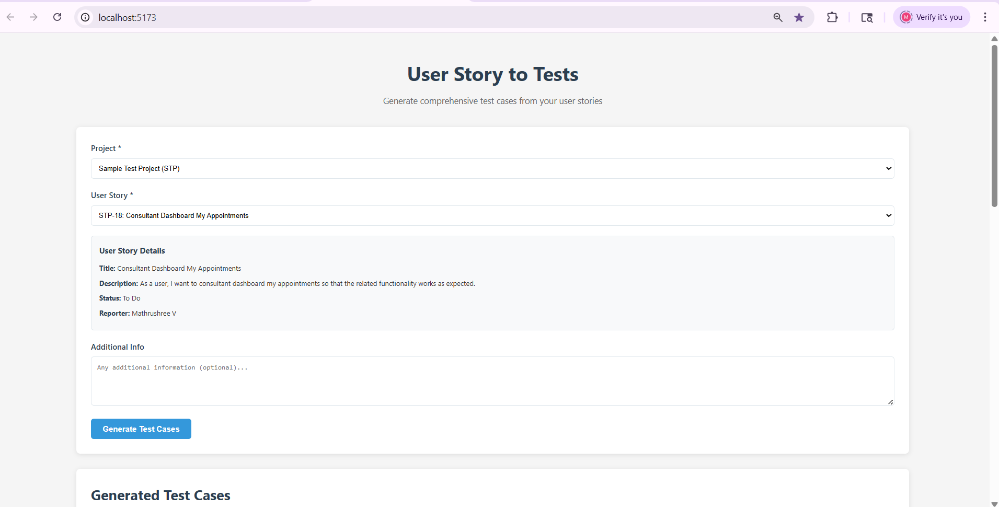 localhost:5173
M
Verify it's you
User Story to Tests
Generate comprehensive test cases from your user stories
Project *
Sample Test Project (STP)
User Story *
STP-18: Consultant Dashboard My Appointments
User Story Details
Title: Consultant Dashboard My Appointments
Description: As a user, I want to consultant dashboard my appointments so that the related functionality works as expected.
Status: To Do
Reporter: Mathrushree V
Additional Info
Any additional information (optional)...
Generate Test Cases
Generated Test Cases